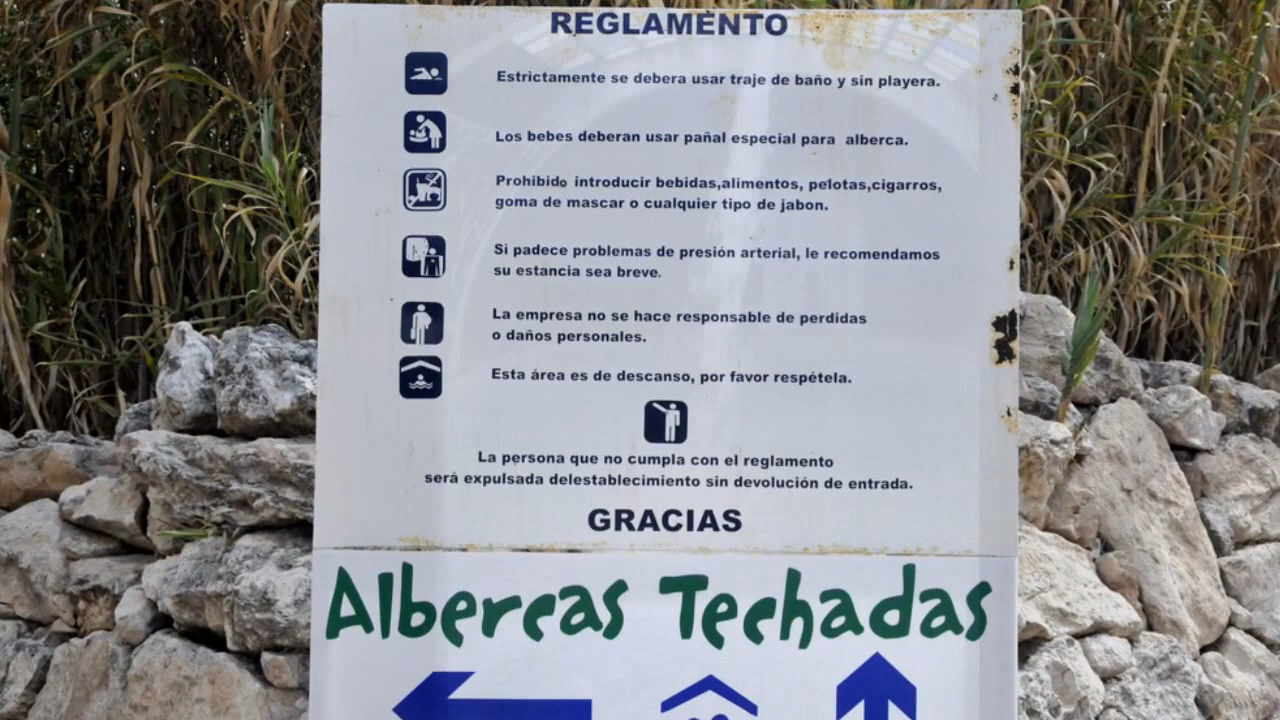 REGLAMENTO
Estrictamente se debera usar traje de baño y sin playera.
Los bebes deberan usar pañal especial para alberca.
Prohibido introducir bebidas,alimentos, pelotas,cigarros,
goma de mascar o cualquier tipo de jabon.
Si padece problemas de presión arterial, le recomendamos
su estancia sea breve.
La empresa no se hace responsable de perdidas
o daños personales.
Esta área es de descanso, por favor respétela.
La persona que no cumpla con el reglamento
será expulsada delestablecimiento sin devolución de entrada.
GRACIAS
Albercas Techadas